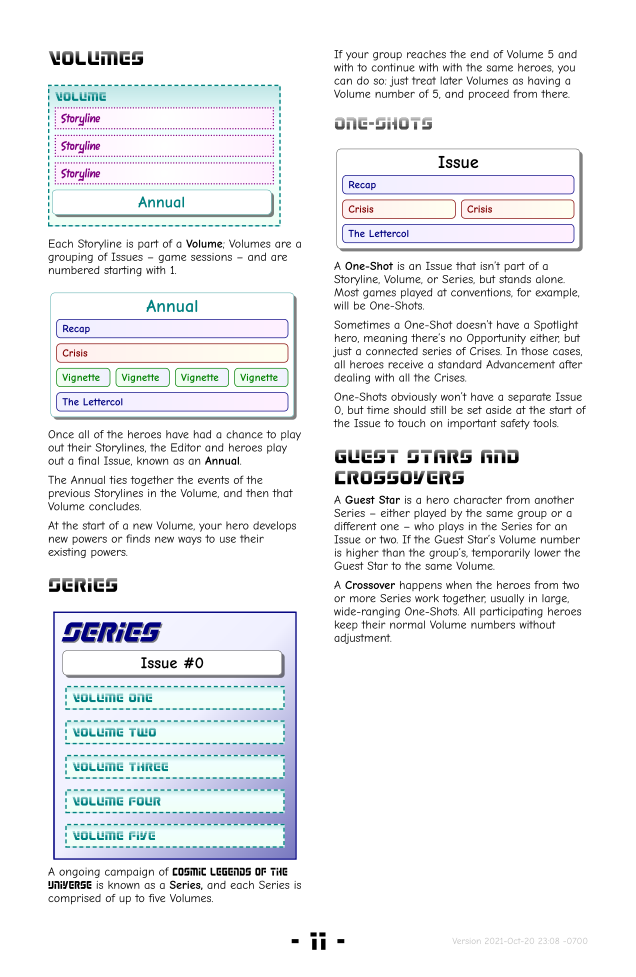 VOLUMES
VOLUME
Storyline
Storyline
Storyline
Annual
Each Storyline is part of a Volume; Volumes are a
grouping of Issues – game sessions – and are
numbered starting with 1.
Annual
Recap
Crisis
Vignette Vignette Vignette Vignette
The Lettercol
Once all of the heroes have had a chance to play
out their Storylines, the Editor and heroes play
out a final Issue, known as an Annual.
The Annual ties together the events of the
previous Storylines in the Volume, and then that
Volume concludes.
At the start of a new Volume, your hero develops
new powers or finds new ways to use their
existing powers.
SERIES
SERIES
Issue #0
VOLUME ONE
VOLUME TWO
VOLUME THREE
VOLUME FOUR
VOLUME FIVE
A ongoing campaign of COSMIC LEGENDS OF THE
UNIVERSE is known as a Series, and each Series is
comprised of up to five Volumes.
If your group reaches the end of Volume 5 and
with to continue with with the same heroes, you
can do so: just treat later Volumes as having a
Volume number of 5, and proceed from there.
ONE-SHOTS
Issue
Recap
Crisis Crisis
The Lettercol
A One-Shot is an Issue that isn't part of a
Storyline, Volume, or Series, but stands alone.
Most games played at conventions, for example,
will be One-Shots.
Sometimes a One-Shot doesn't have a Spotlight
hero, meaning there's no Opportunity either, but
just a connected series of Crises. In those cases,
all heroes receive a standard Advancement after
dealing with all the Crises.
One-Shots obviously won't have a separate Issue
0, but time should still be set aside at the start of
the Issue to touch on important safety tools.
GUEST STARS AND
CROSSOVERS
A Guest Star is a hero character from another
Series – either played by the same group or a
different one – who plays in the Series for an
Issue or two. If the Guest Star's Volume number
is higher than the group's, temporarily lower the
Guest Star to the same Volume.
A Crossover happens when the heroes from two
or more Series work together, usually in large,
wide-ranging One-Shots. All participating heroes
keep their normal Volume numbers without
adjustment.
- ii -
Version 2021-Oct-20 23:08 -0700